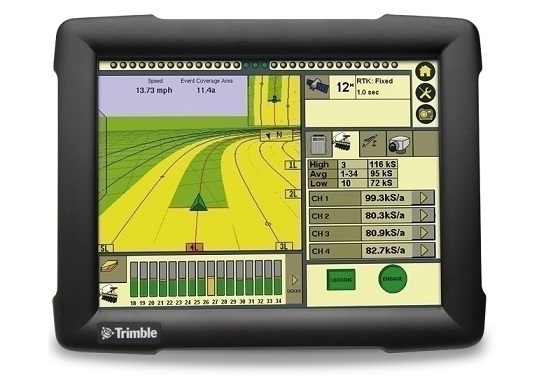 Speed
Event Coverage Area
13.73 mph
11.4a
12
RTK: Fixed
1.0 sec
N
1L
2L
3L
4L
5L
High 3 116 kS
Avg 1-34 95 kS
Low 10 72 kS
CH 1 99.3kS/a
CH 2 80.3kS/a
CH 3 80.9kS/a
CH 4 82.7kS/a
LOGGING
ENGAGE
18 19 20 21 22 23 24 25 26 27 28 29 30 31 32 33 34
Trimble